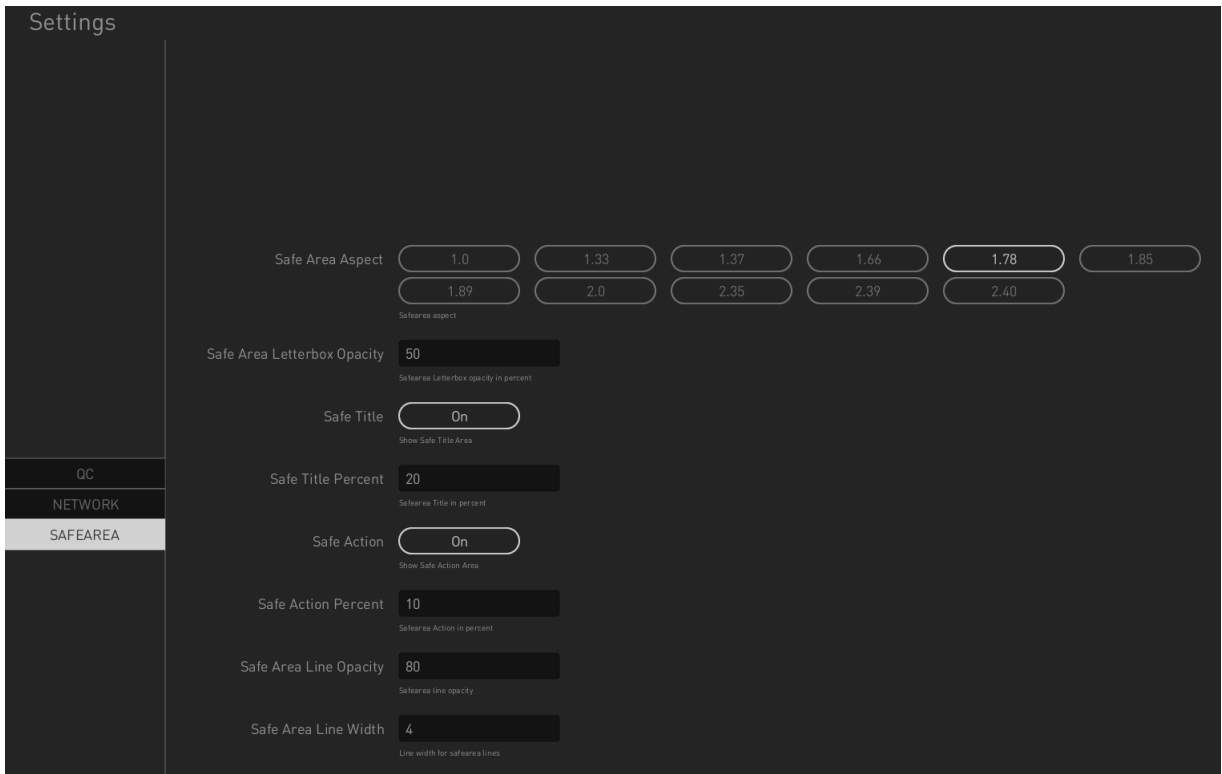 Settings
Safe Area Aspect 1.0 1.33 1.37 1.66 1.78 1.85
1.89 2.0 2.35 2.39 2.40
Safearea aspect
Safe Area Letterbox Opacity 50
Safearea Letterbox opacity in percent
Safe Title On
Show Safe Title Area
QC
Safe Title Percent 20
Safearea Title in percent
NETWORK
SAFEAREA
Safe Action On
Show Safe Action Area
Safe Action Percent 10
Safearea Action in percent
Safe Area Line Opacity 80
Safearea line opacity
Safe Area Line Width 4
Line width for safearea lines